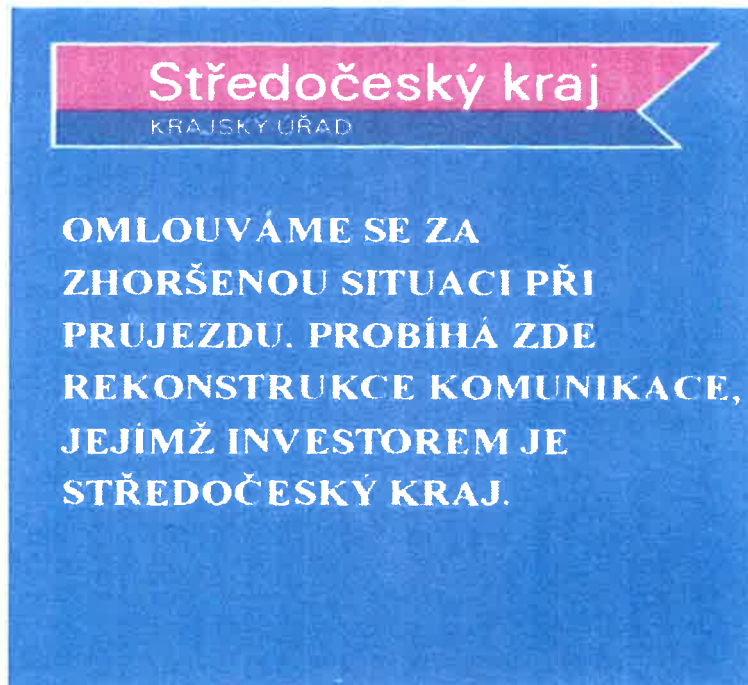 Středočeský kraj
KRAJSKÝ ÚŘAD
OMLOUVÁME SE ZA
ZHORŠENOU SITUACI PŘI
PRUJEZDU. PROBÍHÁ ZDE
REKONSTRUKCE KOMUNIKACE,
JEJÍMŽ INVESTOREM JE
STŘEDOČESKÝ KRAJ.